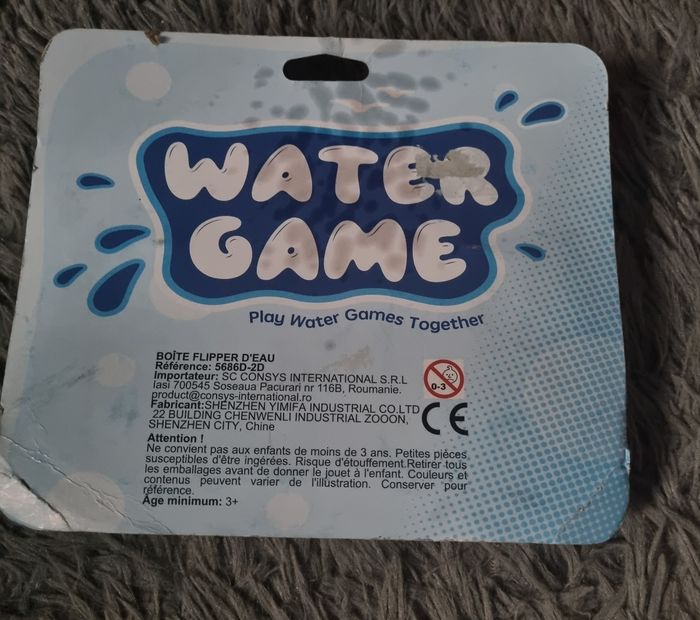 WATER
GAME
Play Water Games Together
BOÎTE FLIPPER D'EAU
Référence: 5686D-2D
Importateur: SC CONSYS INTERNATIONAL S.R.L
Iasi 700545 Soseaua Pacurari nr 116B, Roumanie.
product@consys-international.ro
Fabricant:SHENZHEN YIMIFA INDUSTRIAL CO.LTD
22 BUILDING CHENWENLI INDUSTRIAL ZOOON,
SHENZHEN CITY, Chine
0-3
CE
Attention !
Ne convient pas aux enfants de moins de 3 ans. Petites pièces
susceptibles d'être ingérées. Risque d'étouffement.Retirer tous
les emballages avant de donner le jouet à l'enfant. Couleurs et
contenus peuvent varier de l'illustration. Conserver pour
référence.
Âge minimum: 3+